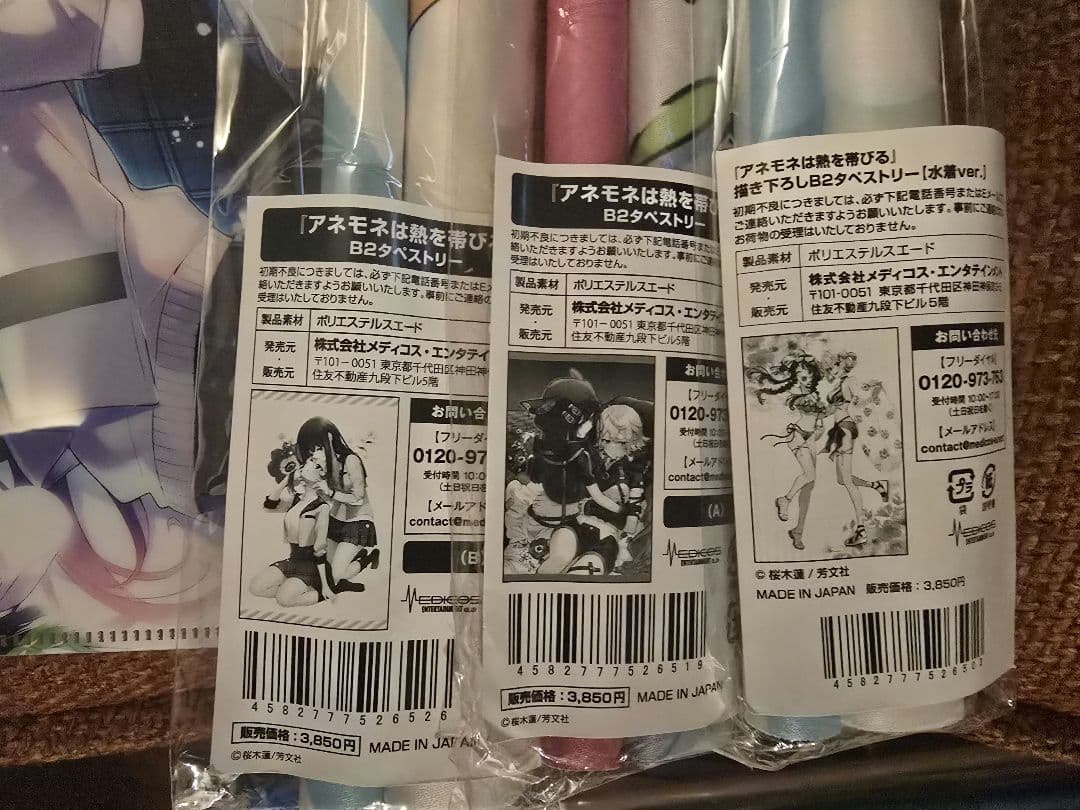 『アネモネは熱を帯びる
B2タペストリー
初期不良につきましては、必ず下記電話番号またはEメ
絡いただきますようお願いいたします。事前にご連絡の
受理はいたしておりません。
製品素材 ポリエステルスエード
発売元
・
販売元
株式会社メディコス・エンタテイ
〒101-0051 東京都千代田区神田神
住友不動産九段下ビル5階
お問い合
【フリーダイ
0120-97
受付時間 10:0
(土日祝日を
【メールアド
contact@med
(B)
MEDICOS
ENTERTAINMENT
4582777526526
販売価格：3,850円
MADE IN JAPAN
©桜木蓮/芳文社
『アネモネは熱を帯び
B2タペストリー
初期不良につきましては、必ず下記電話番号また
絡いただきますようお願いいたします。事前に
受理はいたしておりません。
製品素材 ポリエステルスエード
発売元
・
販売元
株式会社メディコス・エンタ
〒101-0051 東京都千代田区
住友不動産九段下ビル5階
お問い
【フリー
0120-973
受付時間 10
(土日祝日
【メール
contact@me
(A)
MEDICOS
ENTERTAINMENT
4582777526519
販売価格：3,850円
MADE IN JAPAN
©桜木蓮/芳文社
『アネモネは熱を帯びる』
描き下ろしB2タペストリー【水着ver.】
初期不良につきましては、必ず下記電話番号またはEメール
ご連絡いただきますようお願いいたします。事前にご連絡の
お荷物の受理はいたしておりません。
製品素材 ポリエステルスエード
発売元
・
販売元
株式会社メディコス・エンタテインメント
〒101-0051 東京都千代田区神田神保町
住友不動産九段下ビル5階
お問い合わせ先
【フリーダイヤル】
0120-973-753
受付時間 10:00~17:00
(土日祝日を除く)
【メールアドレス】
contact@medicos-e.net
プラ
袋
MEDICOS
ENTERTAINMENT
© 桜木蓮 / 芳文社
MADE IN JAPAN 販売価格：3,850円
458277752650